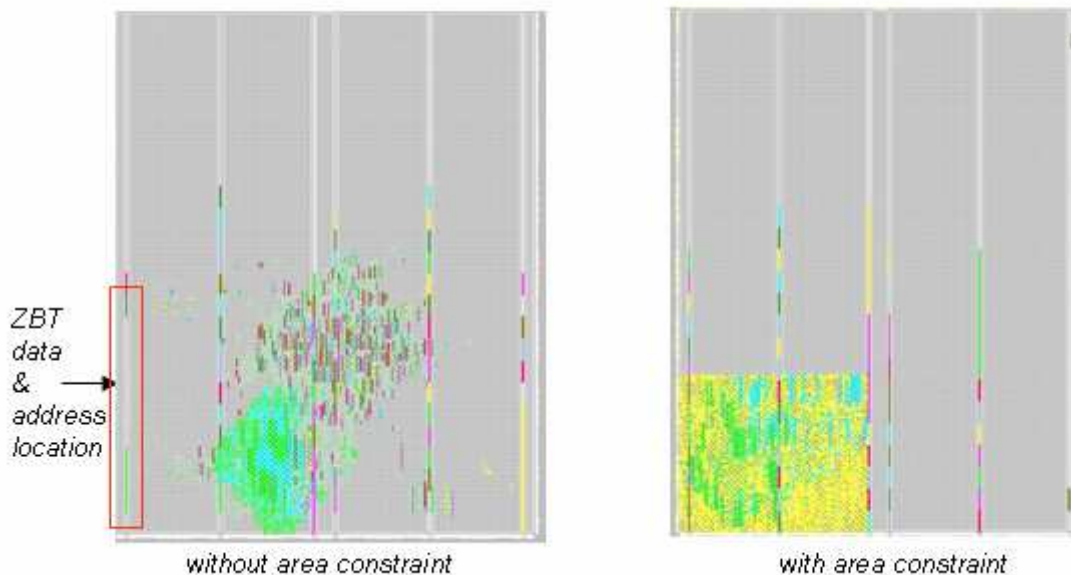 ZBT
data
&
address
location
without area constraint
with area constraint